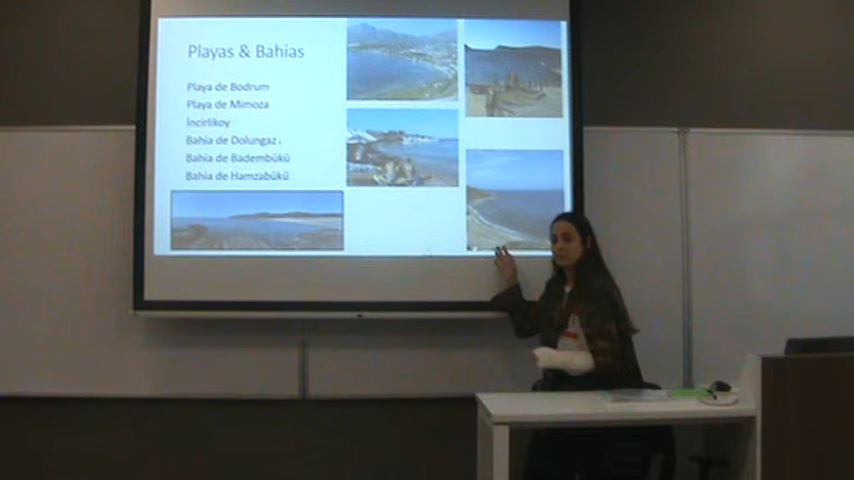 Playas & Bahias
Playa de Bodrum
Playa de Mimoza
İncirlikoy
Bahia de Dolungaz
Bahia de Badembükü
Bahia de Hamzabükü